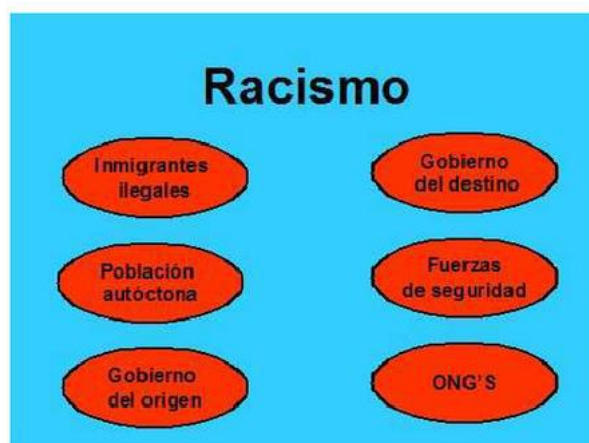 Racismo
Inmigrantes
ilegales
Población
autóctona
Gobierno
del origen
Gobierno
del destino
Fuerzas
de seguridad
ONG'S